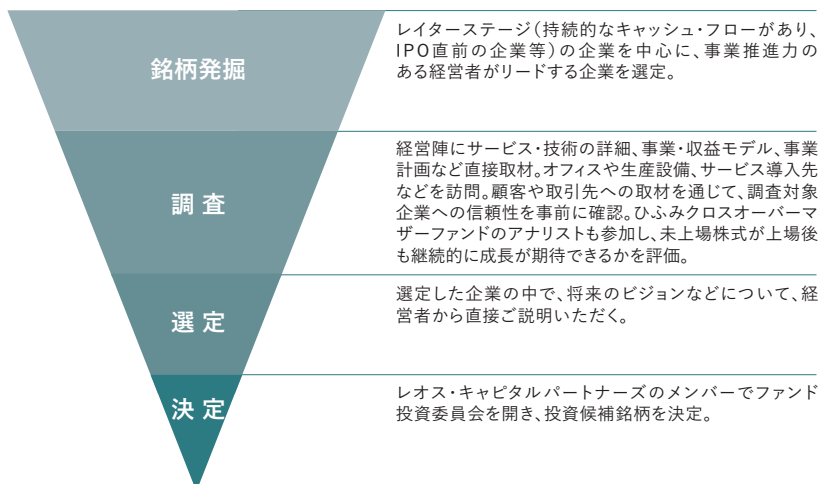 銘柄発掘
レイターステージ(持続的なキャッシュ・フローがあり、
IPO直前の企業等)の企業を中心に、事業推進力の
ある経営者がリードする企業を選定。
調査
経営陣にサービス・技術の詳細、事業・収益モデル、事業
計画など直接取材。オフィスや生産設備、サービス導入先
などを訪問。顧客や取引先への取材を通じて、調査対象
企業への信頼性を事前に確認。ひふみクロスオーバーマ
ザーファンドのアナリストも参加し、未上場株式が上場後
も継続的に成長が期待できるかを評価。
選定
選定した企業の中で、将来のビジョンなどについて、経
営者から直接ご説明いただく。
決定
レオス・キャピタルパートナーズのメンバーでファンド
投資委員会を開き、投資候補銘柄を決定。